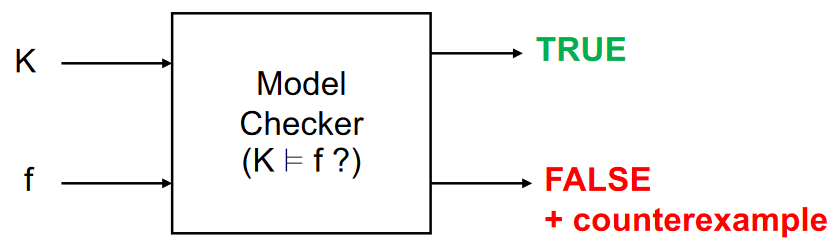 K
f
Model
Checker
(K ⊨ f ?)
TRUE
FALSE
+ counterexample